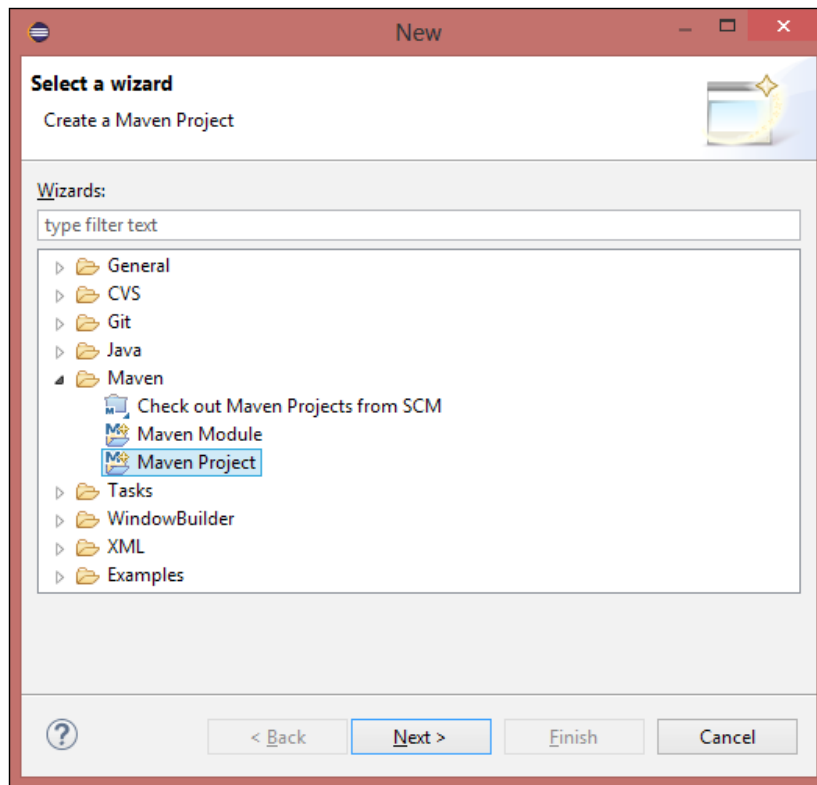 New
Select a wizard
Create a Maven Project
Wizards:
type filter text
General
CVS
Git
Java
Maven
Check out Maven Projects from SCM
Maven Module
Maven Project
Tasks
WindowBuilder
XML
Examples
< Back Next > Finish Cancel